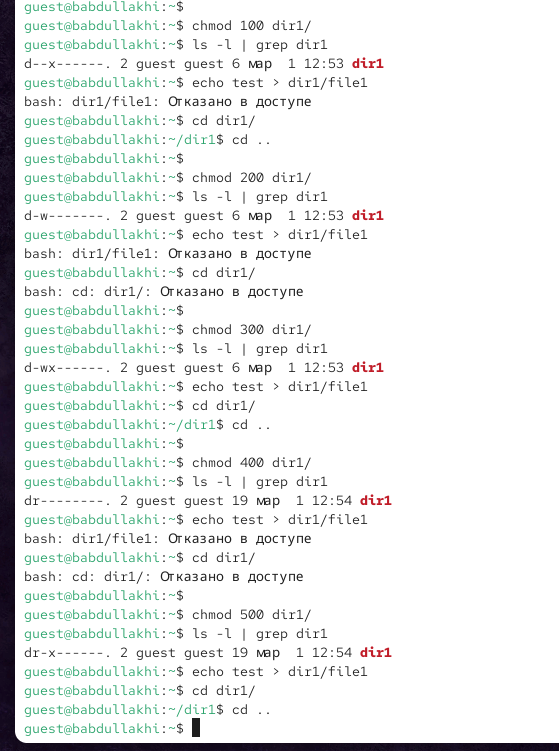 guest@babdullakhi:~$
guest@babdullakhi:~$ chmod 100 dir1/
guest@babdullakhi:~$ ls -l | grep dir1
d--x------. 2 guest guest 6 мар  1 12:53 dir1
guest@babdullakhi:~$ echo test > dir1/file1
bash: dir1/file1: Отказано в доступе
guest@babdullakhi:~$ cd dir1/
guest@babdullakhi:~/dir1$ cd ..
guest@babdullakhi:~$
guest@babdullakhi:~$ chmod 200 dir1/
guest@babdullakhi:~$ ls -l | grep dir1
d-w-------. 2 guest guest 6 мар  1 12:53 dir1
guest@babdullakhi:~$ echo test > dir1/file1
bash: dir1/file1: Отказано в доступе
guest@babdullakhi:~$ cd dir1/
bash: cd: dir1/: Отказано в доступе
guest@babdullakhi:~$
guest@babdullakhi:~$ chmod 300 dir1/
guest@babdullakhi:~$ ls -l | grep dir1
d-wx------. 2 guest guest 6 мар  1 12:53 dir1
guest@babdullakhi:~$ echo test > dir1/file1
guest@babdullakhi:~$ cd dir1/
guest@babdullakhi:~/dir1$ cd ..
guest@babdullakhi:~$
guest@babdullakhi:~$ chmod 400 dir1/
guest@babdullakhi:~$ ls -l | grep dir1
dr--------. 2 guest guest 19 мар  1 12:54 dir1
guest@babdullakhi:~$ echo test > dir1/file1
bash: dir1/file1: Отказано в доступе
guest@babdullakhi:~$ cd dir1/
bash: cd: dir1/: Отказано в доступе
guest@babdullakhi:~$
guest@babdullakhi:~$ chmod 500 dir1/
guest@babdullakhi:~$ ls -l | grep dir1
dr-x------. 2 guest guest 19 мар  1 12:54 dir1
guest@babdullakhi:~$ echo test > dir1/file1
guest@babdullakhi:~$ cd dir1/
guest@babdullakhi:~/dir1$ cd ..
guest@babdullakhi:~$